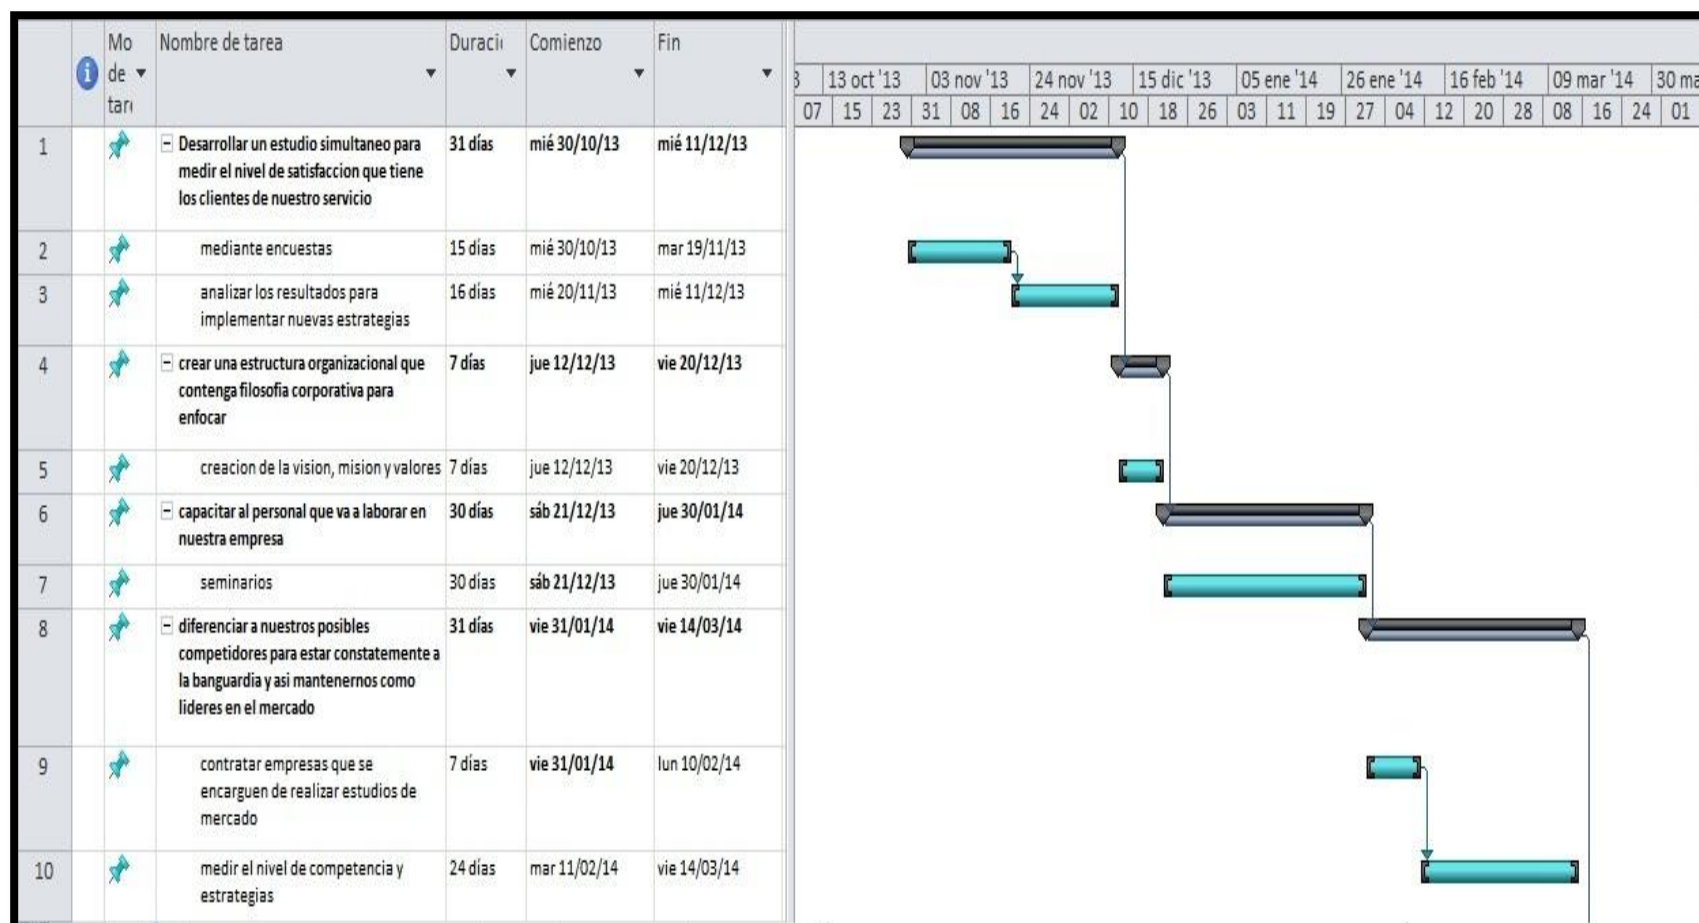 Mo de tare
Nombre de tarea
Duracio
Comienzo
Fin
3 13 oct '13 03 nov '13 24 nov '13 15 dic '13 05 ene '14 26 ene '14 16 feb '14 09 mar '14 30 ma
07 15 23 31 08 16 24 02 10 18 26 03 11 19 27 04 12 20 28 08 16 24 01
1 Desarrollar un estudio simultaneo para 31 días mié 30/10/13 mié 11/12/13
medir el nivel de satisfaccion que tiene
los clientes de nuestro servicio
2 mediante encuestas 15 días mié 30/10/13 mar 19/11/13
3 analizar los resultados para 16 días mié 20/11/13 mié 11/12/13
implementar nuevas estrategias
4 crear una estructura organizacional que 7 días jue 12/12/13 vie 20/12/13
contenga filosofia corporativa para
enfocar
5 creacion de la vision, mision y valores 7 días jue 12/12/13 vie 20/12/13
6 capacitar al personal que va a laborar en 30 días sáb 21/12/13 jue 30/01/14
nuestra empresa
7 seminarios 30 días sáb 21/12/13 jue 30/01/14
8 diferenciar a nuestros posibles 31 días vie 31/01/14 vie 14/03/14
competidores para estar constatemente a
la banguardia y asi mantenernos como
lideres en el mercado
9 contratar empresas que se 7 días vie 31/01/14 lun 10/02/14
encarguen de realizar estudios de
mercado
10 medir el nivel de competencia y 24 días mar 11/02/14 vie 14/03/14
estrategias